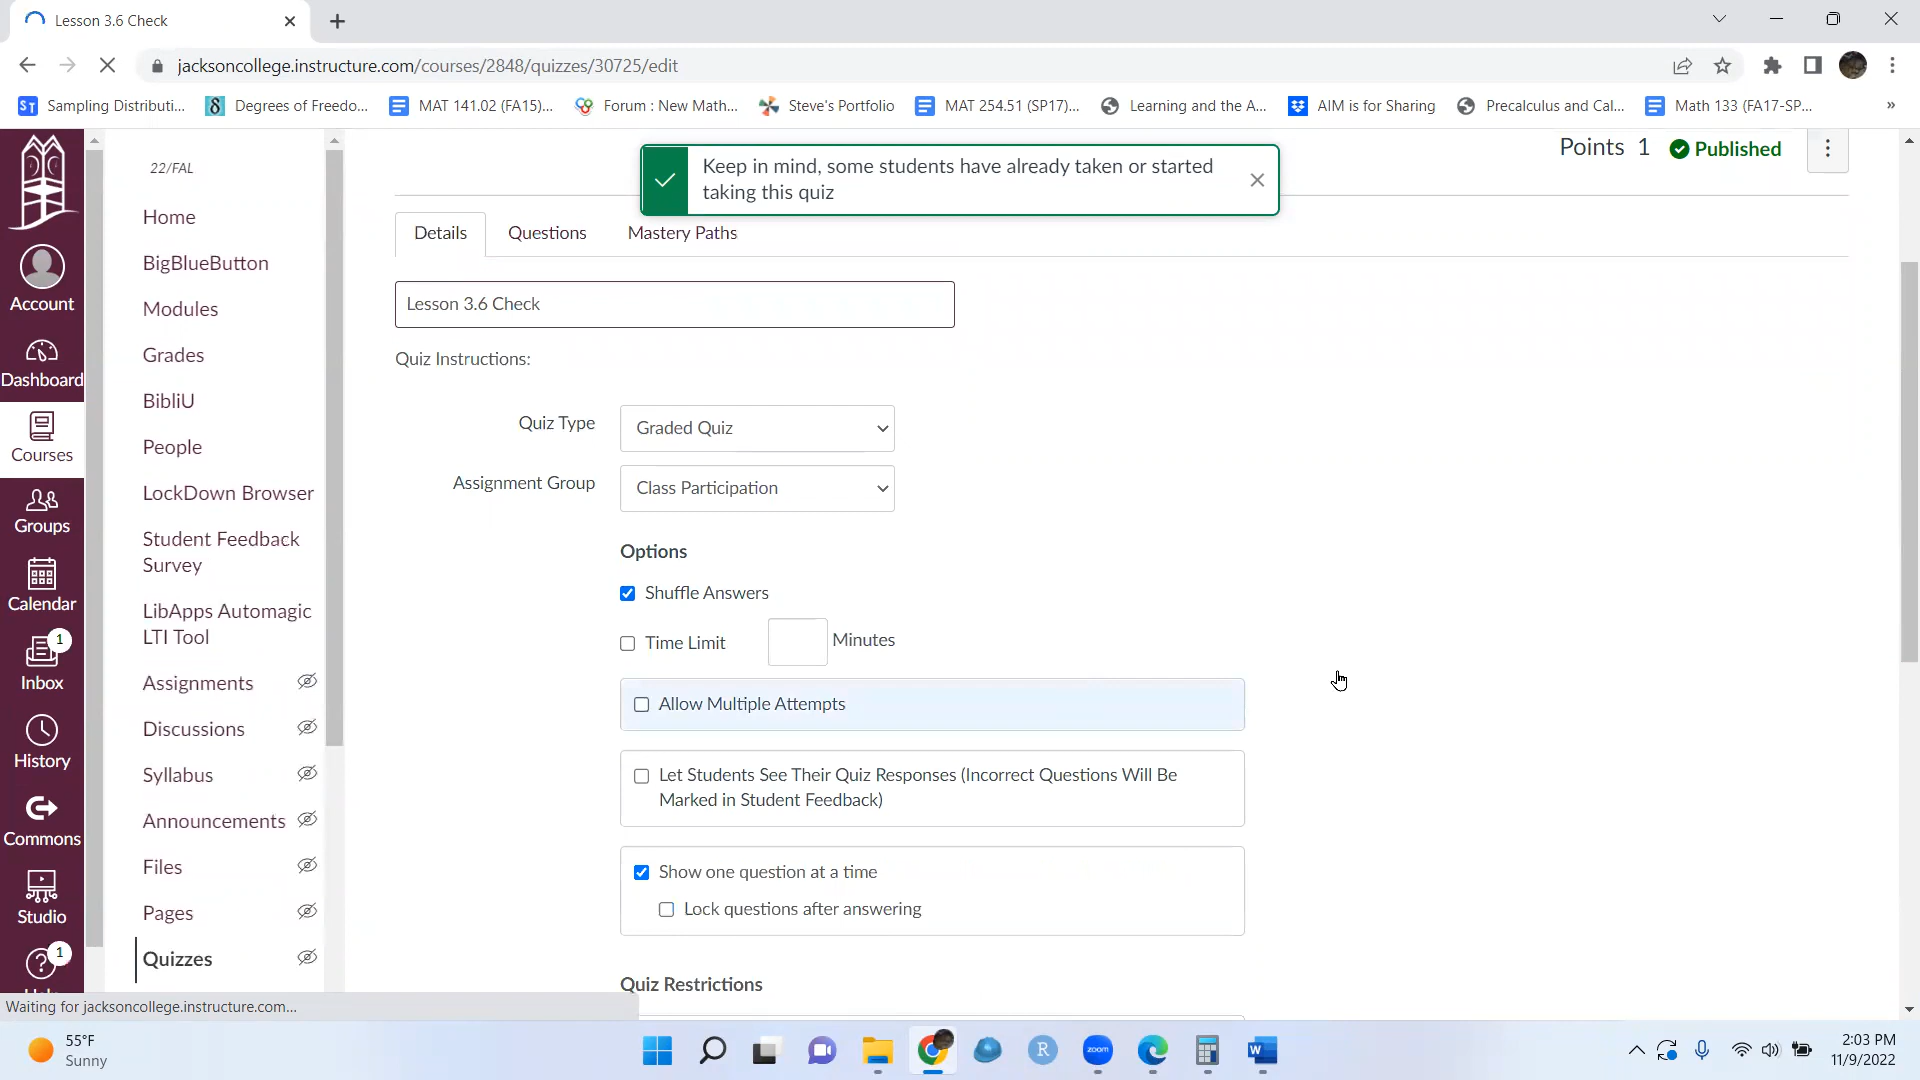 Lesson 3.6 Check
jacksoncollege.instructure.com/courses/2848/quizzes/30725/edit
Sampling Distributi...
Degrees of Freedo...
MAT 141.02 (FA15)...
Forum : New Math...
Steve's Portfolio
MAT 254.51 (SP17)...
Learning and the A...
AIM is for Sharing
Precalculus and Cal...
Math 133 (FA17-SP...
»
Account
Dashboard
Courses
Groups
Calendar
1
Inbox
History
Commons
Studio
1
22/FAL
Home
BigBlueButton
Modules
Grades
BibliU
People
LockDown Browser
Student Feedback
Survey
LibApps Automagic
LTI Tool
Assignments
Discussions
Syllabus
Announcements
Files
Pages
Quizzes
Points 1 Published
Keep in mind, some students have already taken or started
taking this quiz
Details
Questions
Mastery Paths
Lesson 3.6 Check
Quiz Instructions:
Quiz Type
Graded Quiz
Assignment Group
Class Participation
Options
Shuffle Answers
Time Limit
Minutes
Allow Multiple Attempts
Let Students See Their Quiz Responses (Incorrect Questions Will Be
Marked in Student Feedback)
Show one question at a time
Lock questions after answering
Quiz Restrictions
Waiting for jacksoncollege.instructure.com...
55°F
Sunny
R
zoom
W
2:03 PM
11/9/2022